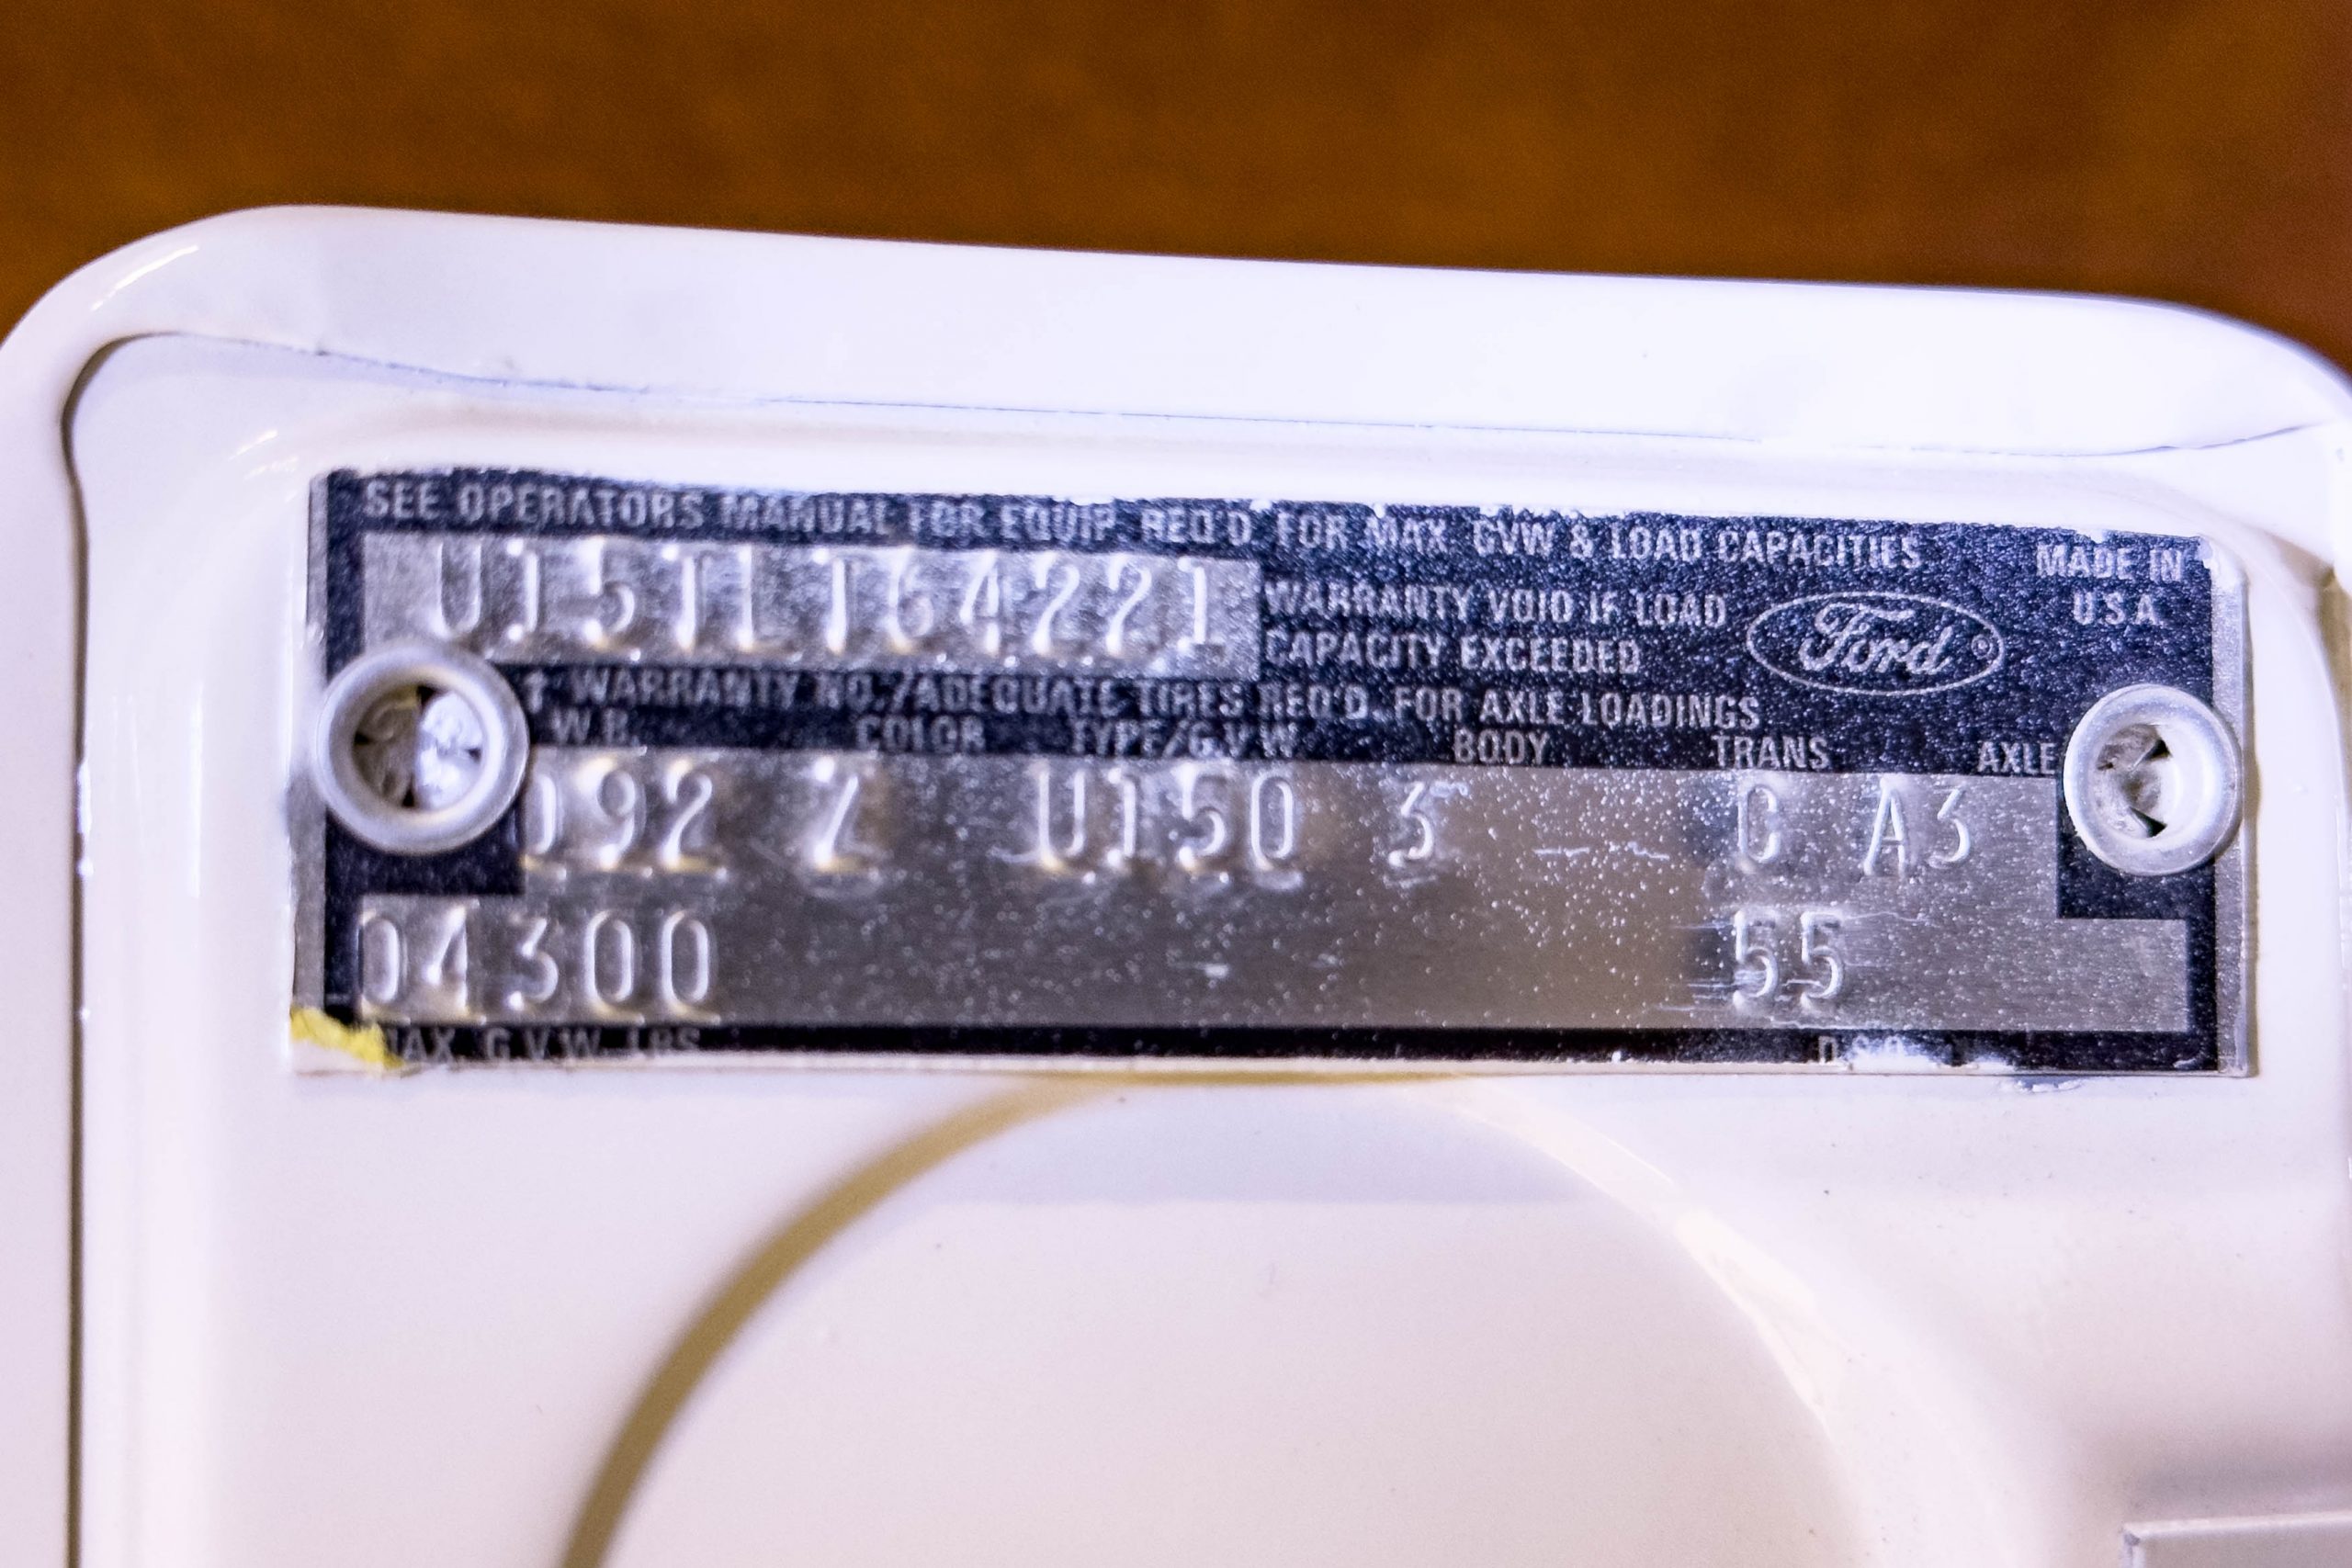 SEE OPERATORS MANUAL FOR EQUIP. REQ'D. FOR MAX. GVW & LOAD CAPACITIES
MADE IN
U.S.A.
U15TLT64221
WARRANTY VOID IF LOAD
CAPACITY EXCEEDED
Ford®
↑ WARRANTY NO./ADEQUATE TIRES REQ'D. FOR AXLE LOADINGS
W.B. COLOR TYPE/G.V.W. BODY TRANS AXLE
092 Z U150 3 C A3
04300 55
MAX. G.V.W. LBS.